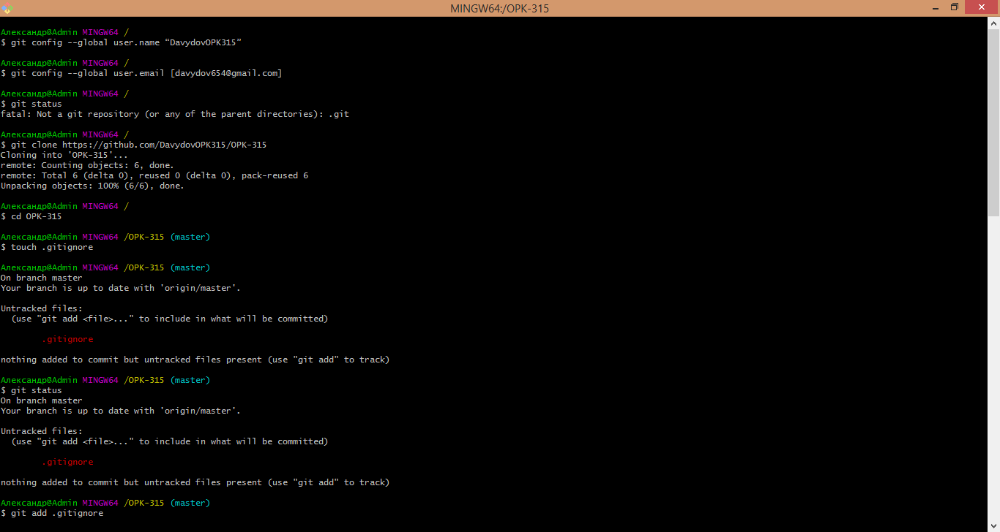 MINGW64:/OPK-315
Александр@Admin MINGW64 /
$ git config --global user.name “DavydovOPK315”
Александр@Admin MINGW64 /
$ git config --global user.email [davydov654@gmail.com]
Александр@Admin MINGW64 /
$ git status
fatal: Not a git repository (or any of the parent directories): .git
Александр@Admin MINGW64 /
$ git clone https://github.com/DavydovOPK315/OPK-315
Cloning into 'OPK-315'...
remote: Counting objects: 6, done.
remote: Total 6 (delta 0), reused 0 (delta 0), pack-reused 6
Unpacking objects: 100% (6/6), done.
Александр@Admin MINGW64 /
$ cd OPK-315
Александр@Admin MINGW64 /OPK-315 (master)
$ touch .gitignore
Александр@Admin MINGW64 /OPK-315 (master)
On branch master
Your branch is up to date with 'origin/master'.
Untracked files:
(use "git add <file>..." to include in what will be committed)
.gitignore
nothing added to commit but untracked files present (use "git add" to track)
Александр@Admin MINGW64 /OPK-315 (master)
$ git status
On branch master
Your branch is up to date with 'origin/master'.
Untracked files:
(use "git add <file>..." to include in what will be committed)
.gitignore
nothing added to commit but untracked files present (use "git add" to track)
Александр@Admin MINGW64 /OPK-315 (master)
$ git add .gitignore